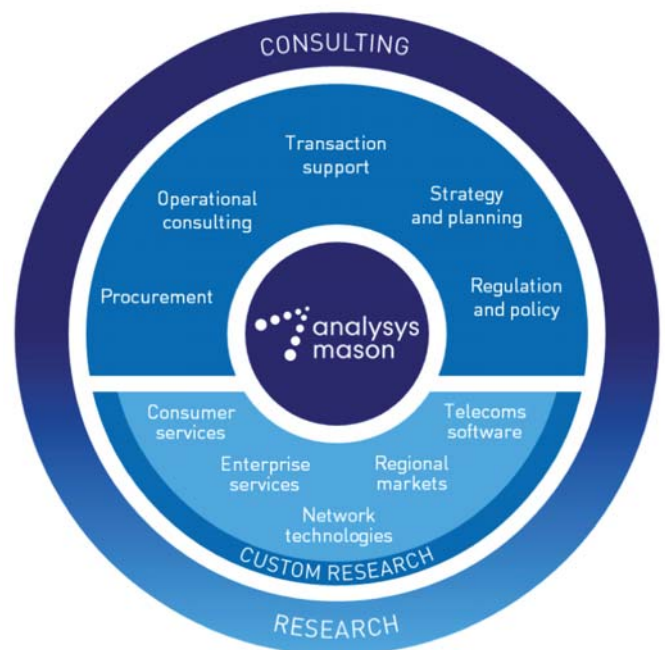 CONSULTING
Transaction
support
Operational
consulting
Strategy
and planning
Procurement
Regulation
and policy
analysys
mason
Consumer
services
Telecoms
software
Enterprise
services
Regional
markets
Network
technologies
CUSTOM RESEARCH
RESEARCH